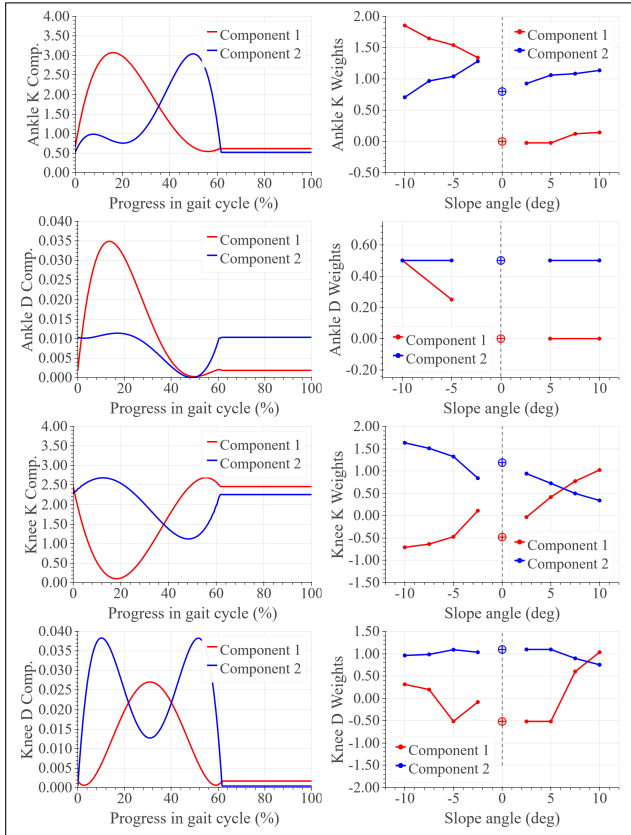 4.00
3.50
3.00
2.50
2.00
1.50
1.00
0.50
0.00
Ankle K Comp.
Component 1
Component 2
0 20 40 60 80 100
Progress in gait cycle (%)
2.00
1.50
1.00
0.50
0.00
-0.50
Ankle K Weights
Component 1
Component 2
-10 -5 0 5 10
Slope angle (deg)
0.040
0.035
0.030
0.025
0.020
0.015
0.010
0.005
0.000
Ankle D Comp.
Component 1
Component 2
0 20 40 60 80 100
Progress in gait cycle (%)
0.60
0.40
0.20
0.00
-0.20
Ankle D Weights
Component 1
Component 2
-10 -5 0 5 10
Slope angle (deg)
4.00
3.50
3.00
2.50
2.00
1.50
1.00
0.50
0.00
Knee K Comp.
Component 1
Component 2
0 20 40 60 80 100
Progress in gait cycle (%)
2.00
1.50
1.00
0.50
0.00
-0.50
-1.00
-1.50
Knee K Weights
Component 1
Component 2
-10 -5 0 5 10
Slope angle (deg)
0.040
0.035
0.030
0.025
0.020
0.015
0.010
0.005
0.000
Knee D Comp.
Component 1
Component 2
0 20 40 60 80 100
Progress in gait cycle (%)
1.50
1.00
0.50
0.00
-0.50
-1.00
-1.50
-2.00
Knee D Weights
Component 1
Component 2
-10 -5 0 5 10
Slope angle (deg)